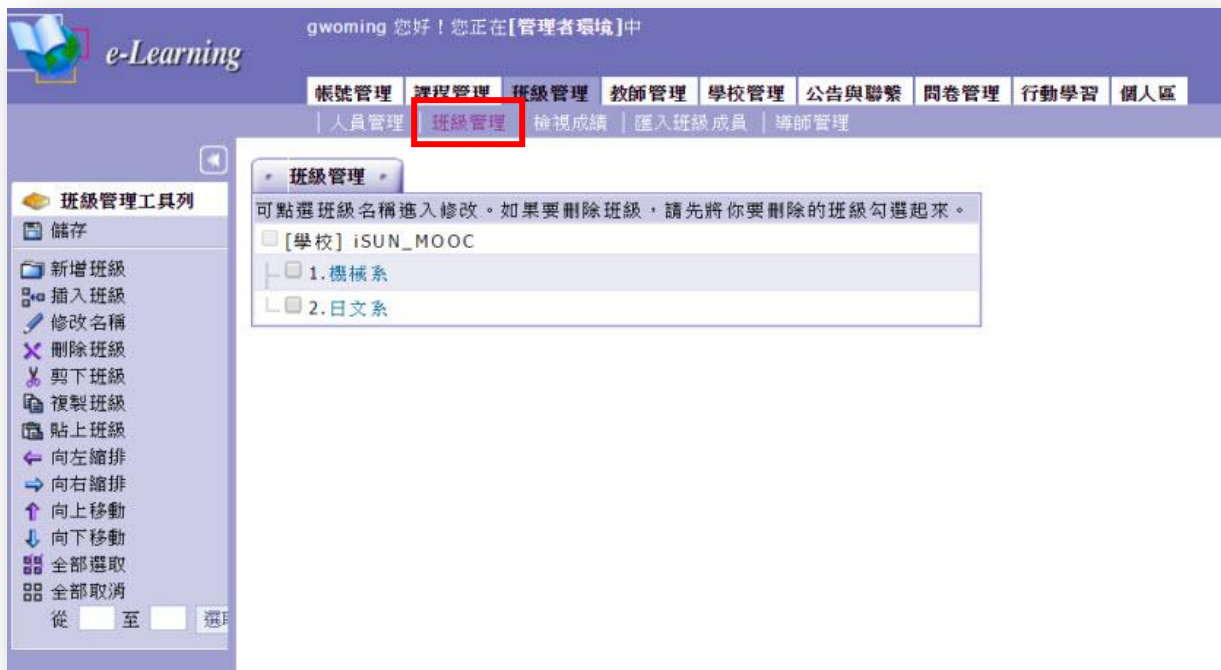 gwoming 您好！您正在[管理者環境]中
e-Learning
帳號管理 課程管理 班級管理 教師管理 學校管理 公告與聯繫 問卷管理 行動學習 個人區
| 人員管理 | 班級管理 | 檢視成績 | 匯入班級成員 | 導師管理
班級管理
班級管理工具列
可點選班級名稱進入修改。如果要刪除班級，請先將你要刪除的班級勾選起來。
儲存
[學校] iSUN_MOOC
新增班級
1.機械系
插入班級
2.日文系
修改名稱
刪除班級
剪下班級
複製班級
貼上班級
向左縮排
向右縮排
向上移動
向下移動
全部選取
全部取消
從 至 選